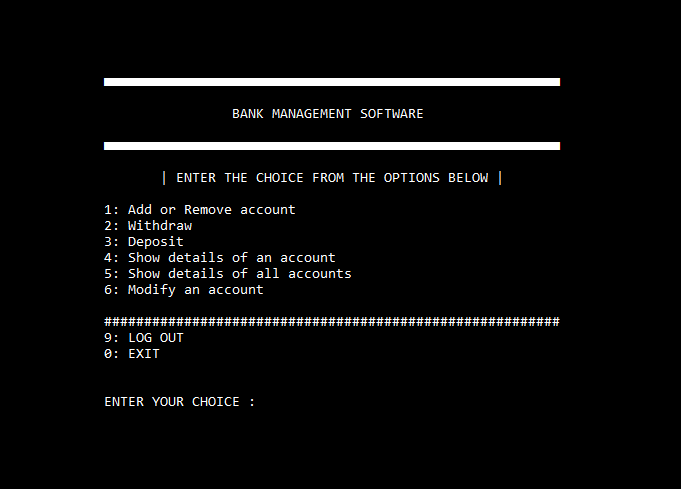 BANK MANAGEMENT SOFTWARE
| ENTER THE CHOICE FROM THE OPTIONS BELOW |
1: Add or Remove account
2: Withdraw
3: Deposit
4: Show details of an account
5: Show details of all accounts
6: Modify an account
#########################################################
9: LOG OUT
0: EXIT
ENTER YOUR CHOICE :